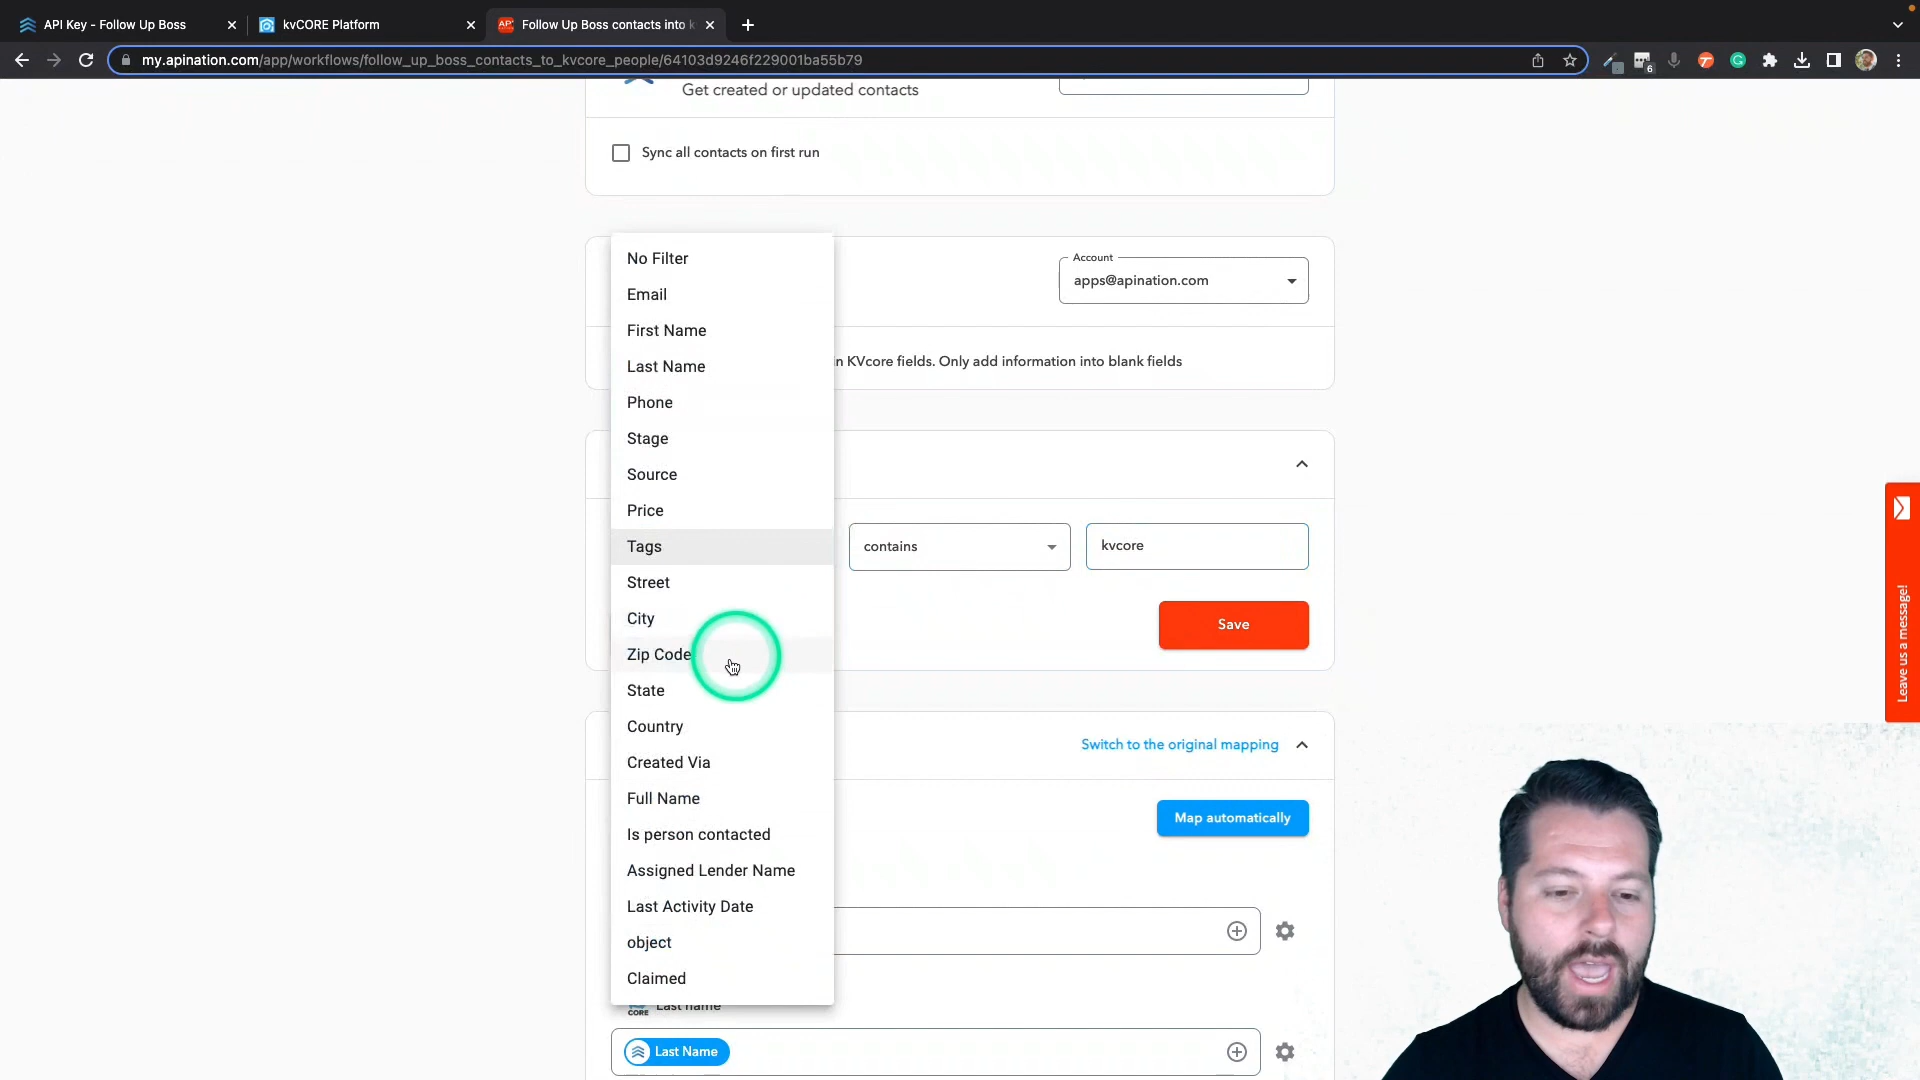 API Key - Follow Up Boss
kvCORE Platform
Follow Up Boss contacts into k
my.apination.com/app/workflows/follow_up_boss_contacts_to_kvcore_people/64103d9246f229001ba55b79
6
Get created or updated contacts
Sync all contacts on first run
Account
apps@apination.com
n KVcore fields. Only add information into blank fields
No Filter
Email
First Name
Last Name
Phone
Stage
Source
Price
Tags
Street
City
Zip Code
State
Country
Created Via
Full Name
Is person contacted
Assigned Lender Name
Last Activity Date
object
Claimed
contains
kvcore
Save
Switch to the original mapping
Map automatically
CORE
Last name
Last Name
Leave us a message!